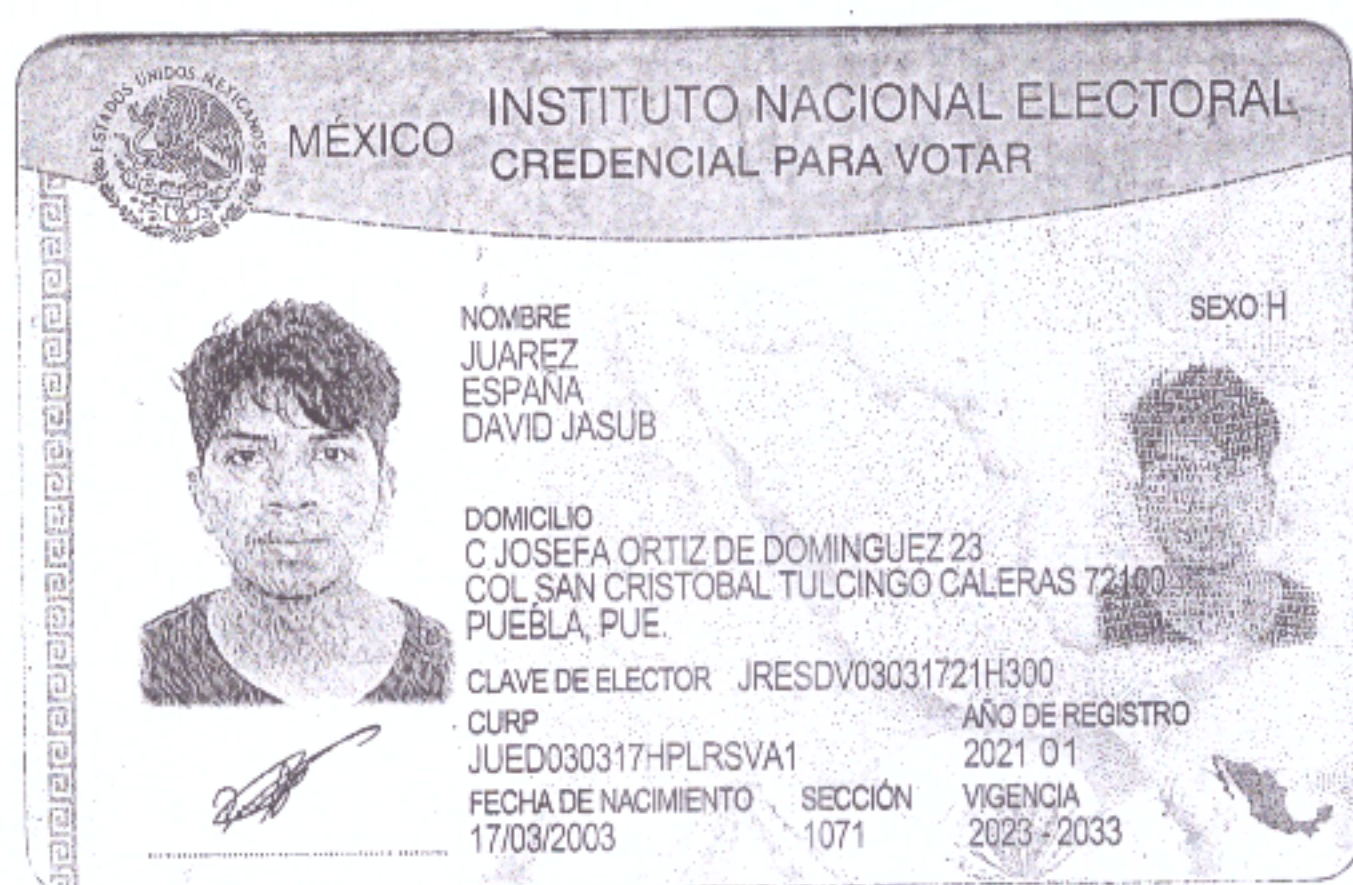 ESTADOS UNIDOS MEXICANOS
MÉXICO
INSTITUTO NACIONAL ELECTORAL
CREDENCIAL PARA VOTAR
NOMBRE
JUAREZ
ESPAÑA
DAVID JASUB
SEXO H
DOMICILIO
C JOSEFA ORTIZ DE DOMINGUEZ 23
COL SAN CRISTOBAL TULCINGO CALERAS 72100
PUEBLA, PUE.
CLAVE DE ELECTOR JRESDV03031721H300
CURP
JUED030317HPLRSVA1
AÑO DE REGISTRO
2021 01
FECHA DE NACIMIENTO
17/03/2003
SECCIÓN
1071
VIGENCIA
2023 - 2033